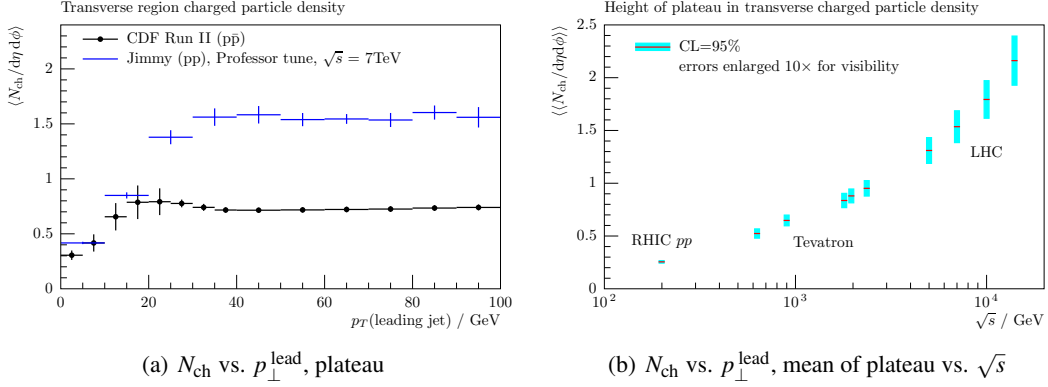 Transverse region charged particle density
⟨N_ch/dη dϕ⟩
2.5
2
1.5
1
0.5
0
CDF Run II (pp̄)
Jimmy (pp), Professor tune, √s = 7TeV
0 20 40 60 80 100
p_T(leading jet) / GeV
(a) N_ch vs. p_⊥^lead, plateau
Height of plateau in transverse charged particle density
⟨⟨N_ch/dηdϕ⟩⟩
2.5
2
1.5
1
0.5
0
CL=95%
errors enlarged 10× for visibility
LHC
RHIC pp
Tevatron
10^2 10^3 10^4
√s / GeV
(b) N_ch vs. p_⊥^lead, mean of plateau vs. √s